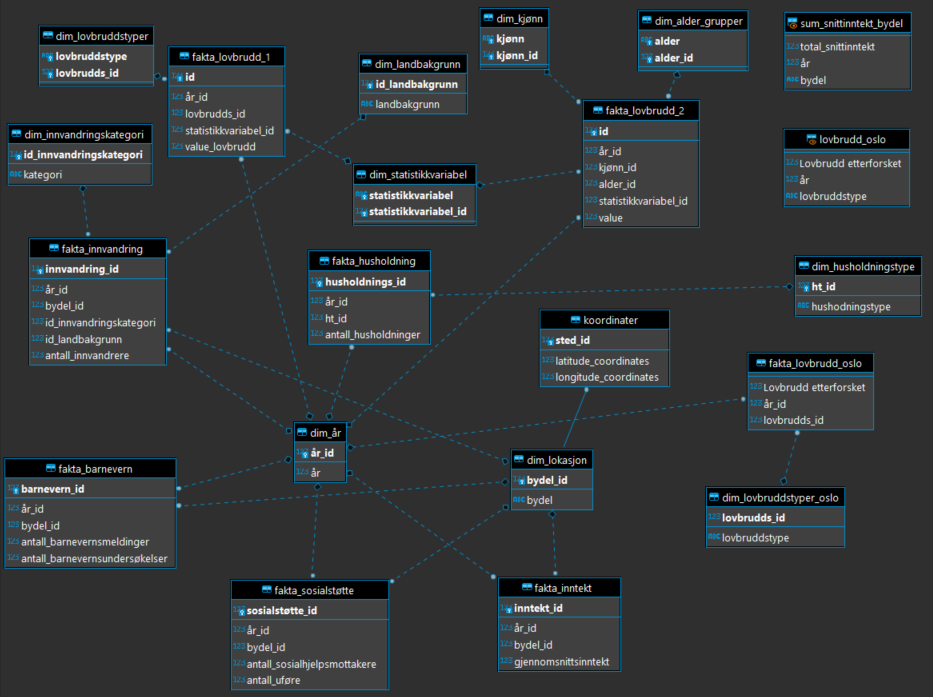 dim_lovbruddstyper
lovbruddstype
lovbrudds_id
fakta_lovbrudd_1
id
år_id
lovbrudds_id
statistikkvariabel_id
value_lovbrudd
dim_landbakgrunn
id_landbakgrunn
landbakgrunn
dim_kjønn
kjønn
kjønn_id
dim_alder_grupper
alder
alder_id
sum_snittinntekt_bydel
total_snittinntekt
år
bydel
dim_innvandringskategori
id_innvandringskategori
kategori
dim_statistikkvariabel
statistikkvariabel
statistikkvariabel_id
fakta_lovbrudd_2
id
år_id
kjønn_id
alder_id
statistikkvariabel_id
value
lovbrudd_oslo
Lovbrudd etterforsket
år
lovbruddstype
fakta_innvandring
innvandring_id
år_id
bydel_id
id_innvandringskategori
id_landbakgrunn
antall_innvandrere
fakta_husholdning
husholdnings_id
år_id
ht_id
antall_husholdninger
dim_husholdningstype
ht_id
hushodningstype
koordinater
sted_id
latitude_coordinates
longitude_coordinates
fakta_lovbrudd_oslo
Lovbrudd etterforsket
år_id
lovbrudds_id
dim_år
år_id
år
dim_lokasjon
bydel_id
bydel
fakta_barnevern
barnevern_id
år_id
bydel_id
antall_barnevernsmeldinger
antall_barnevernsundersøkelser
dim_lovbruddstyper_oslo
lovbrudds_id
lovbruddstype
fakta_sosialstøtte
sosialstøtte_id
år_id
bydel_id
antall_sosialhjelpsmottakere
antall_uføre
fakta_inntekt
inntekt_id
år_id
bydel_id
gjennomsnittsinntekt